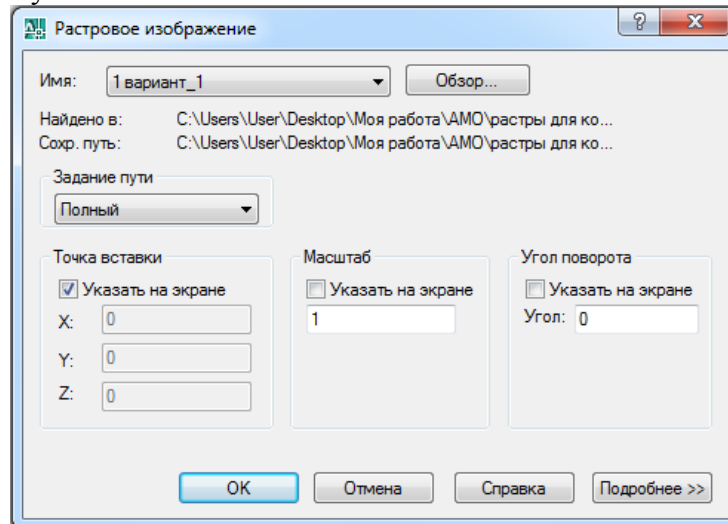 Растровое изображение
Имя: 1 вариант_1 Обзор...
Найдено в: C:\Users\User\Desktop\Моя работа\АМО\растры для ко...
Сохр. путь: C:\Users\User\Desktop\Моя работа\АМО\растры для ко...
Задание пути
Полный
Точка вставки Масштаб Угол поворота
Указать на экране Указать на экране Указать на экране
X: 0 1 Угол: 0
Y: 0
Z: 0
OK Отмена Справка Подробнее >>